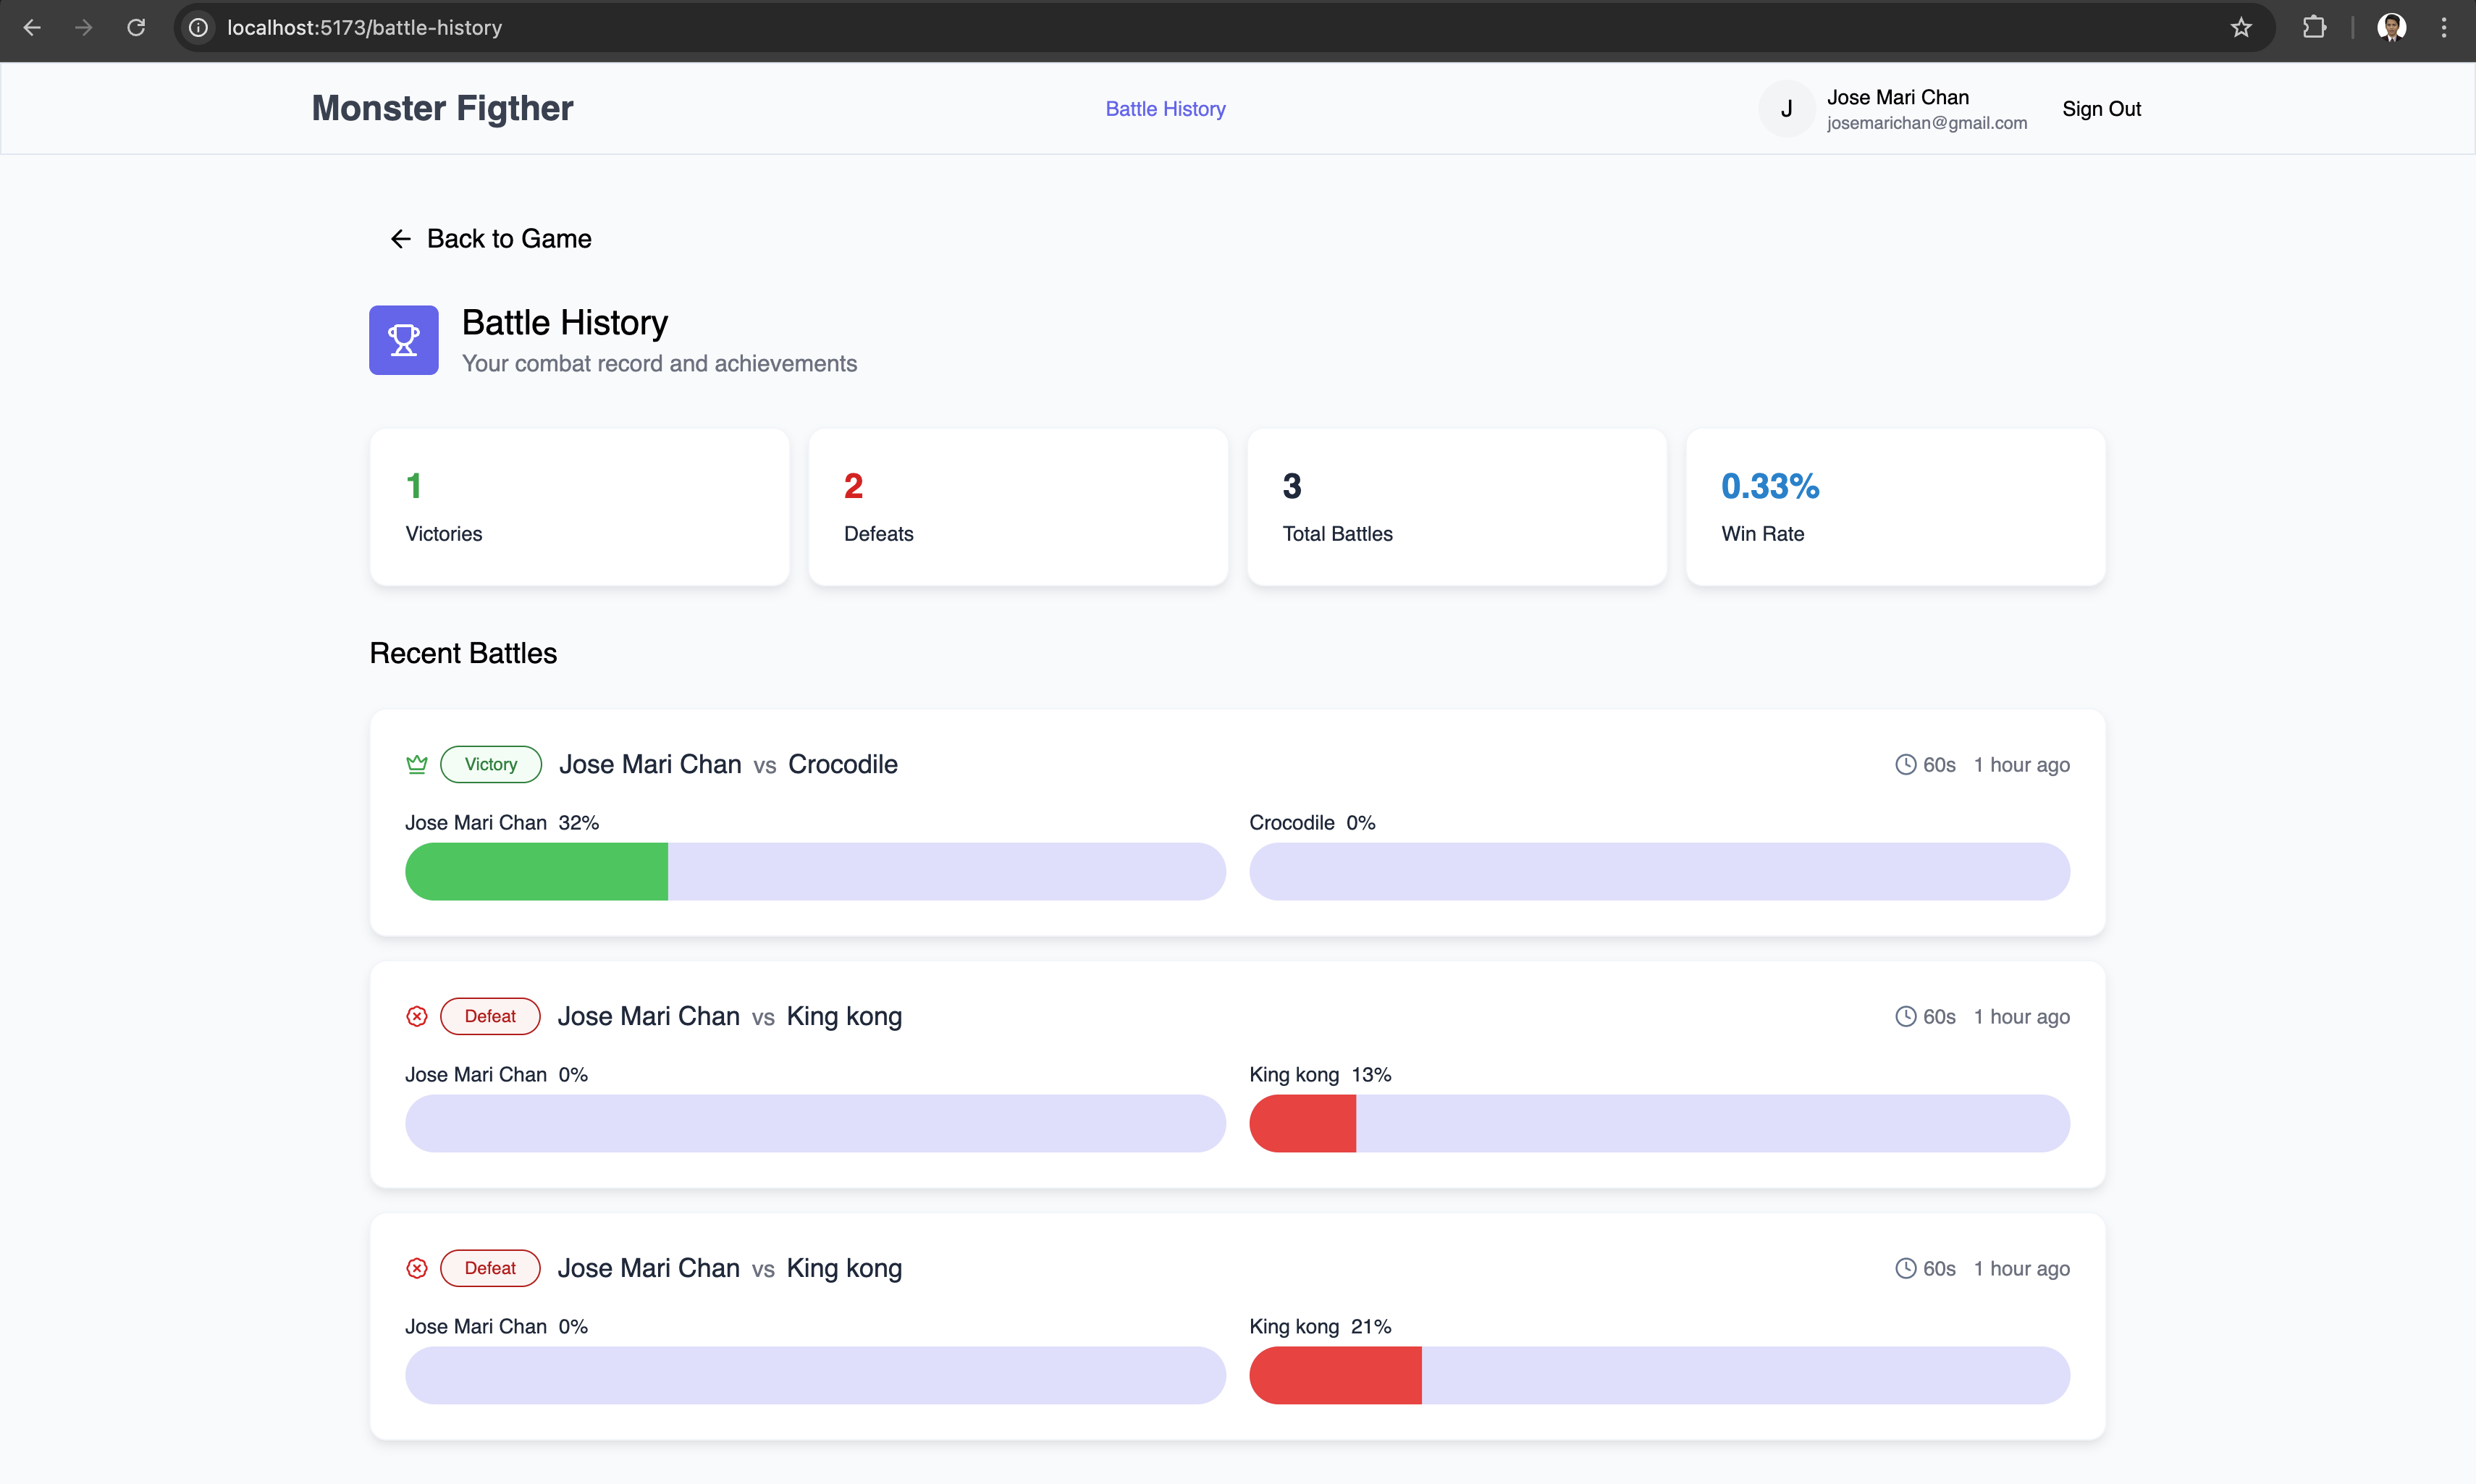 localhost:5173/battle-history
Monster Figther
Battle History
J
Jose Mari Chan
josemarichan@gmail.com
Sign Out
Back to Game
Battle History
Your combat record and achievements
1
Victories
2
Defeats
3
Total Battles
0.33%
Win Rate
Recent Battles
Victory Jose Mari Chan vs Crocodile 60s 1 hour ago
Jose Mari Chan 32%
Crocodile 0%
Defeat Jose Mari Chan vs King kong 60s 1 hour ago
Jose Mari Chan 0%
King kong 13%
Defeat Jose Mari Chan vs King kong 60s 1 hour ago
Jose Mari Chan 0%
King kong 21%